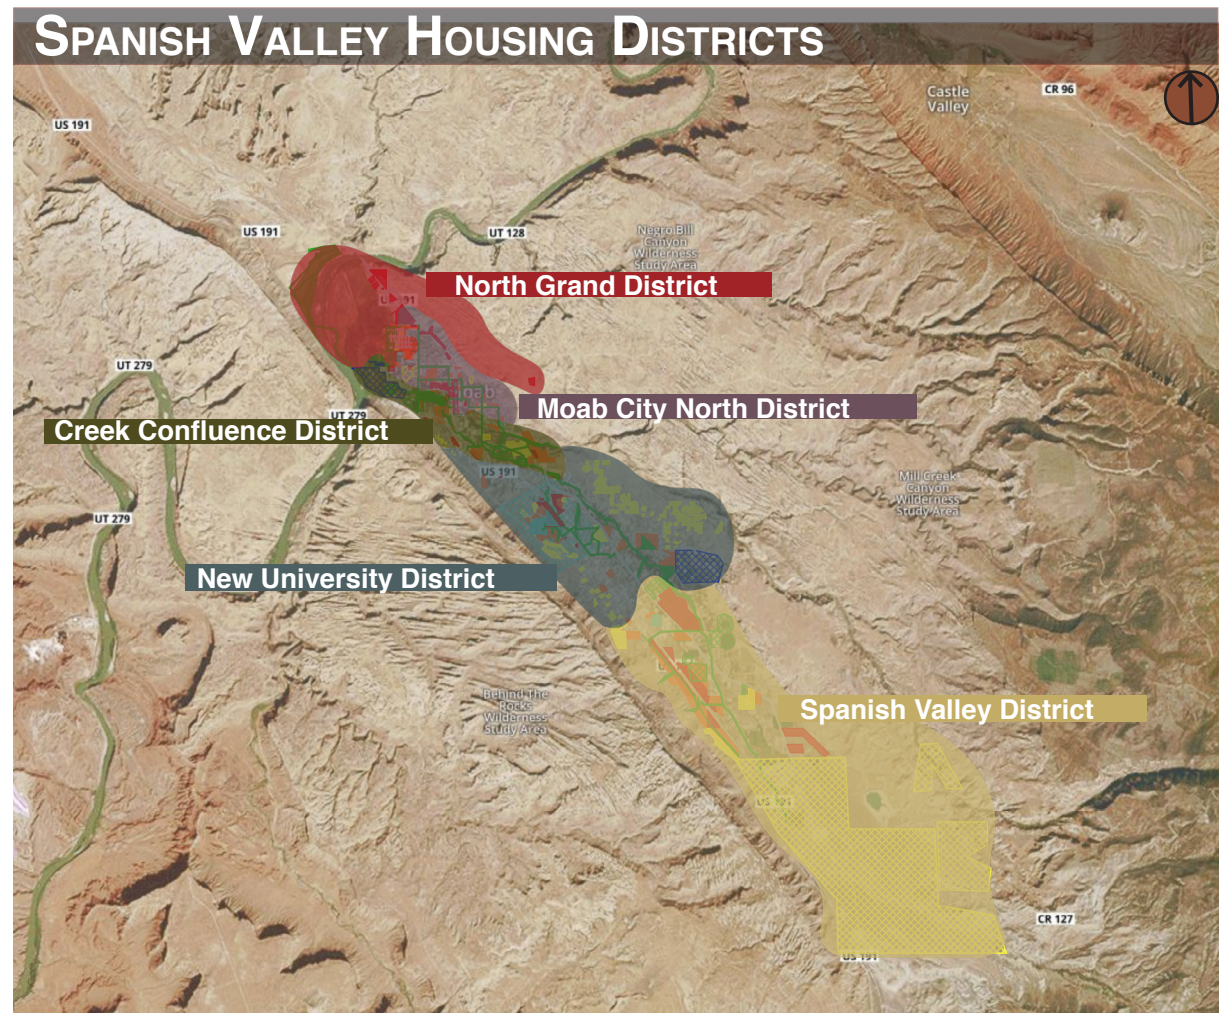 SPANISH VALLEY HOUSING DISTRICTS
Castle
Valley
CR 96
US 191
US 191
UT 128
Negro Bill
Canyon
Wilderness
Study Area
North Grand District
UT 279
Moab
Moab City North District
UT 279
Creek Confluence District
US 191
Mill Creek
Canyon
Wilderness
Study Area
UT 279
New University District
Behind The
Rocks
Wilderness
Study Area
Spanish Valley District
US 191
CR 127
US 191